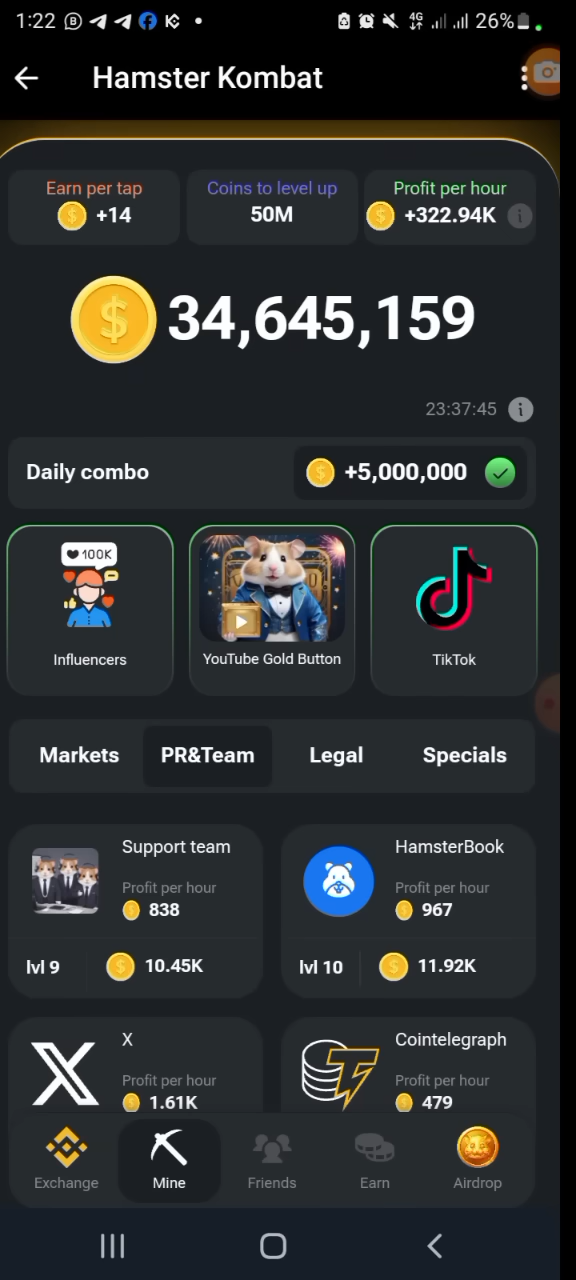 1:22
4G
26%
Hamster Kombat
Earn per tap
+14
Coins to level up
50M
Profit per hour
+322.94K
34,645,159
23:37:45
Daily combo
+5,000,000
100K
Influencers
YouTube Gold Button
TikTok
Markets
PR&Team
Legal
Specials
Support team
Profit per hour
838
lvl 9
10.45K
HamsterBook
Profit per hour
967
lvl 10
11.92K
X
Profit per hour
1.61K
Cointelegraph
Profit per hour
479
Exchange
Mine
Friends
Earn
Airdrop